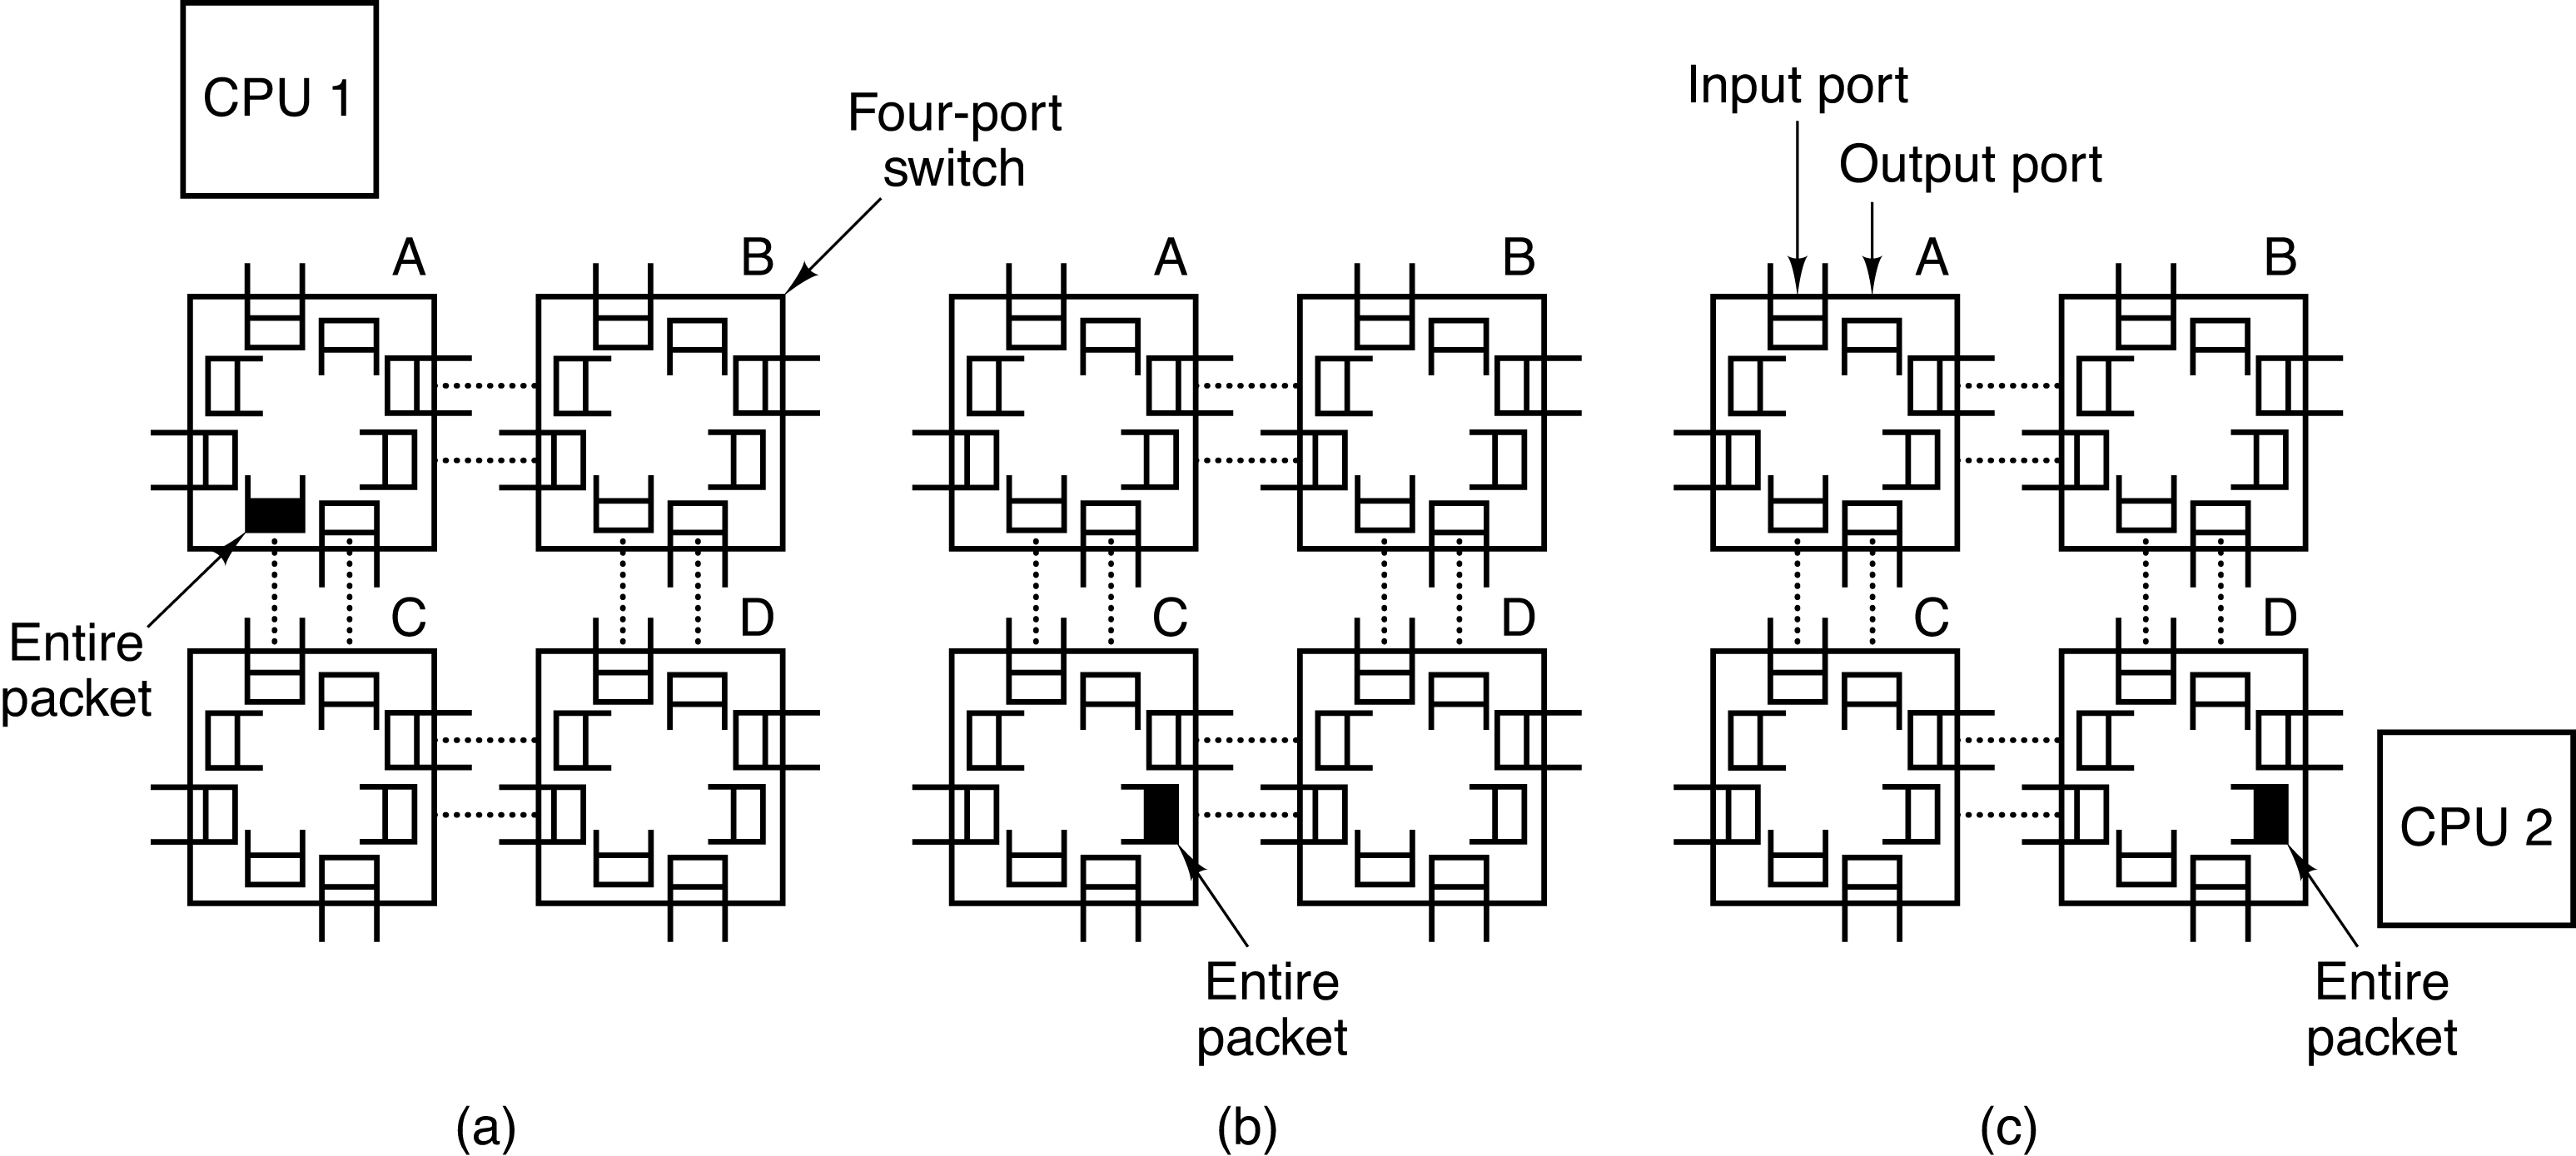 CPU 1
Four-port
switch
Input port
Output port
A
B
A
B
A
B
Entire
packet
C
D
C
D
C
D
CPU 2
Entire
packet
Entire
packet
(a)
(b)
(c)